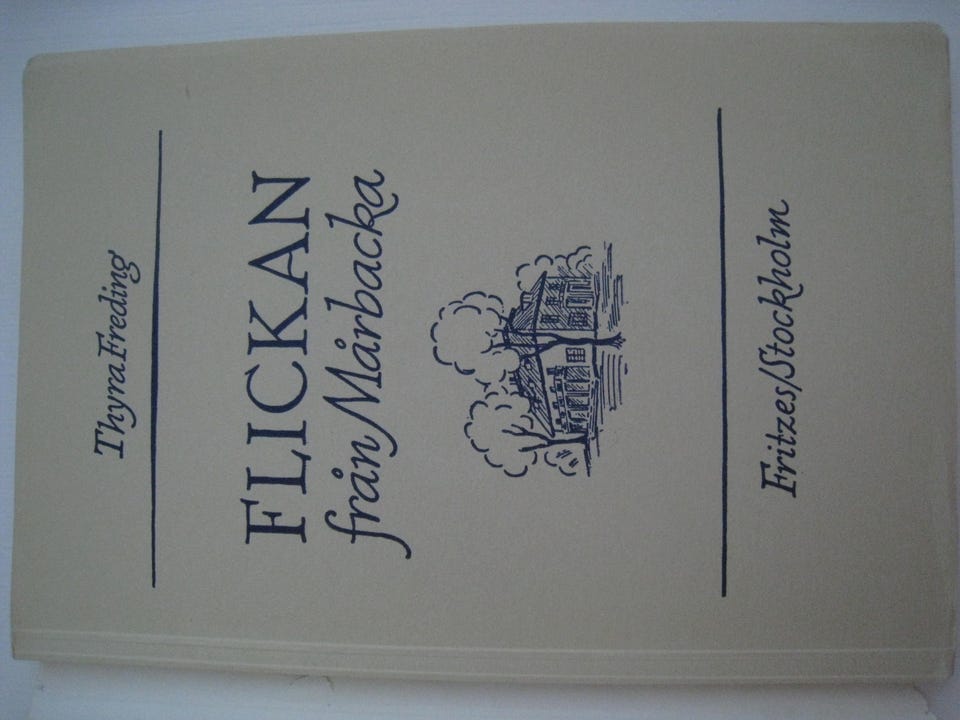 Thyra Freding
FLICKAN
från Mårbacka
Fritzes/Stockholm